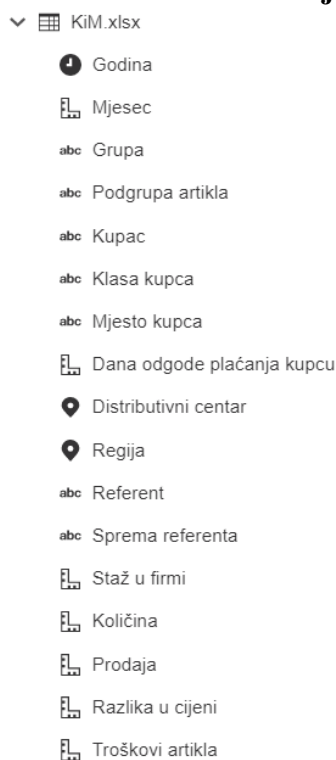 KiM.xlsx
Godina
Mjesec
abc Grupa
abc Podgrupa artikla
abc Kupac
abc Klasa kupca
abc Mjesto kupca
Dana odgode plaćanja kupcu
Distributivni centar
Regija
abc Referent
abc Sprema referenta
Staž u firmi
Količina
Prodaja
Razlika u cijeni
Troškovi artikla